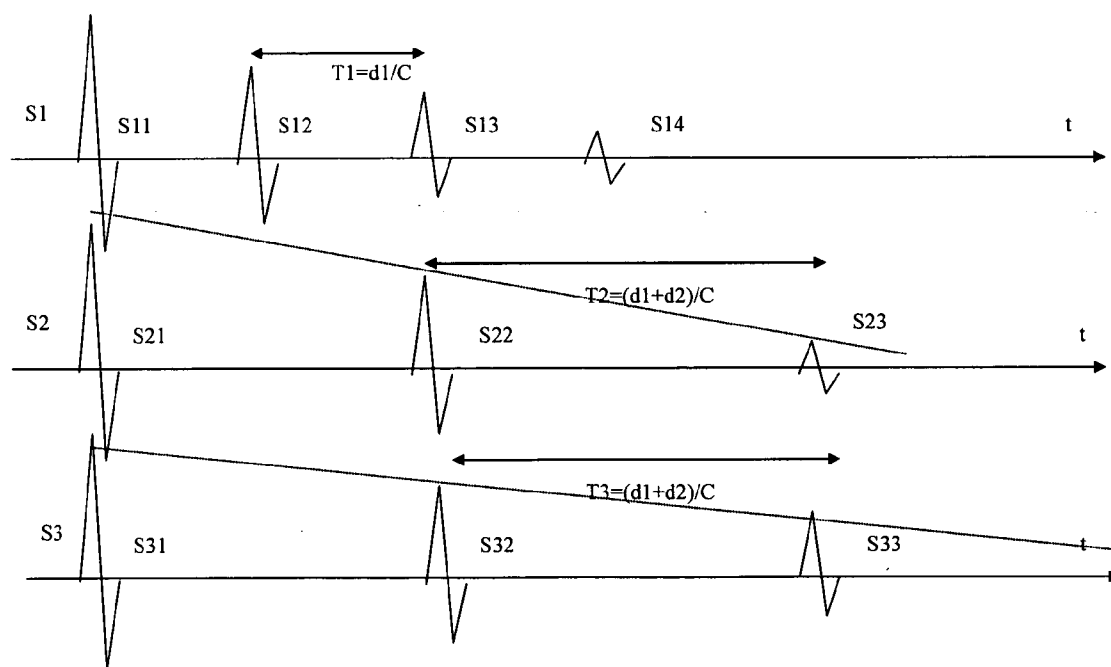 T1=d1/C
S1
S11
S12
S13
S14
t
T2=(d1+d2)/C
S2
S21
S22
S23
t
T3=(d1+d2)/C
S3
S31
S32
S33
t